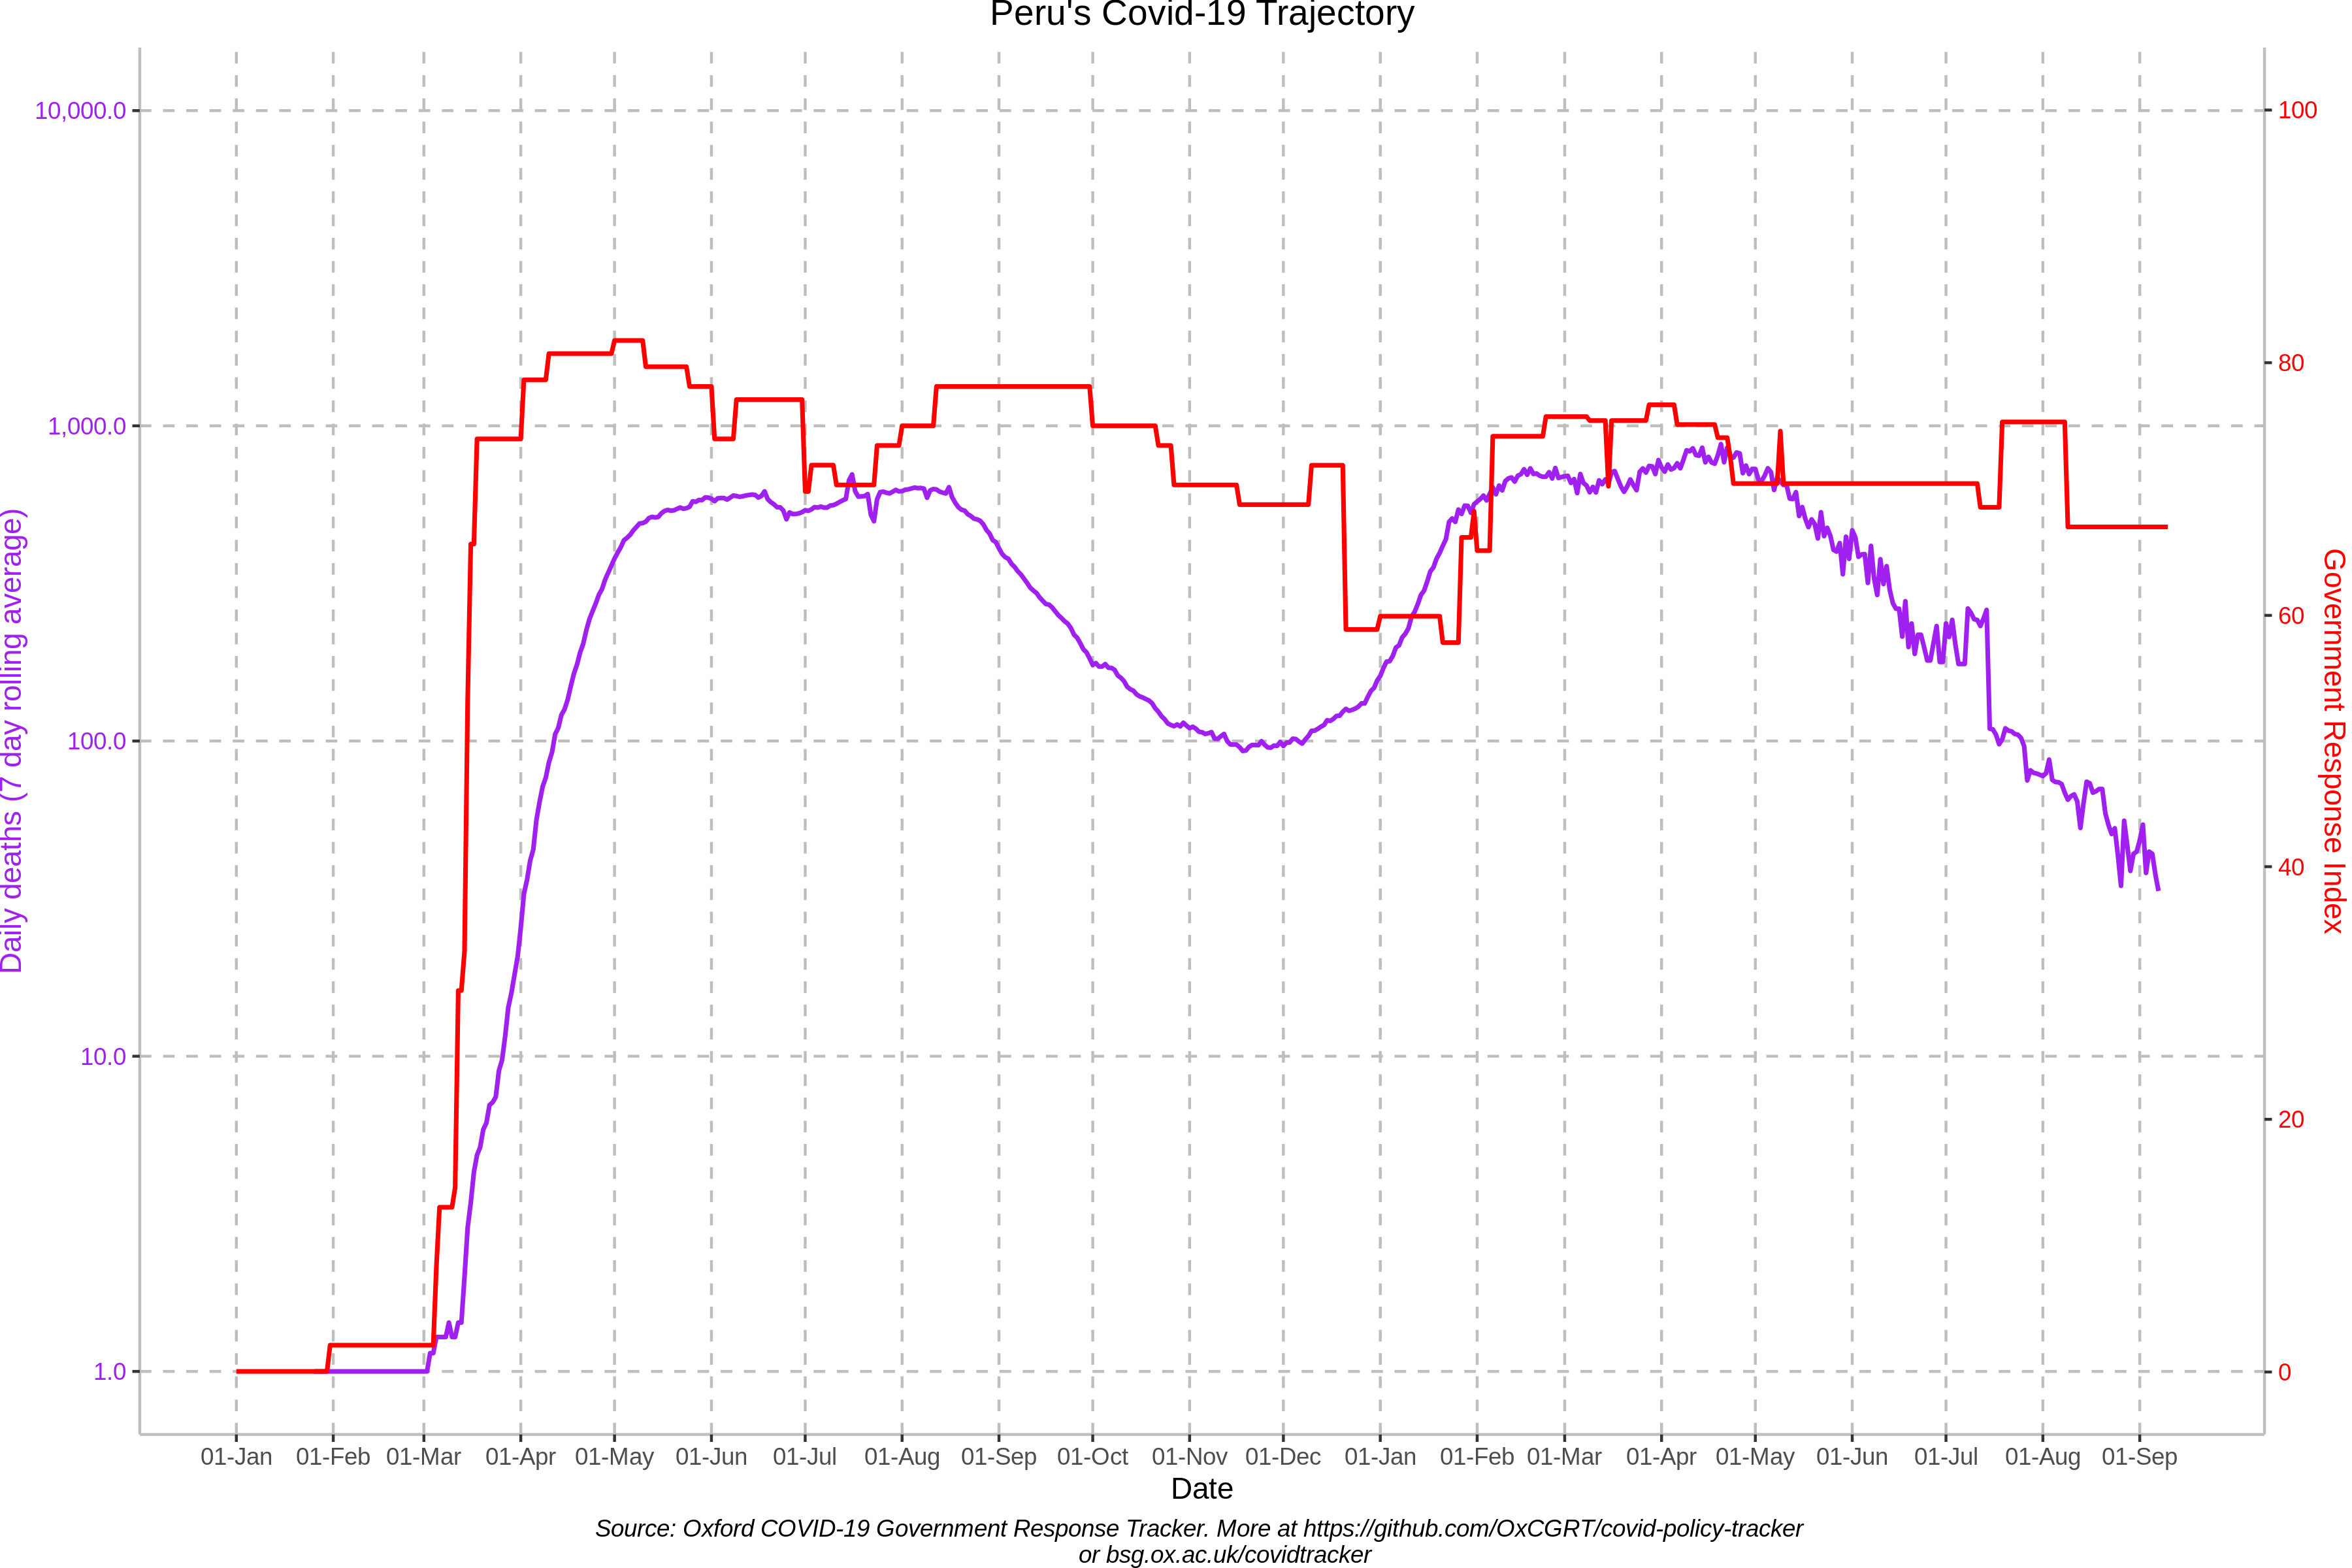 Peru's Covid-19 Trajectory
10,000.0
1,000.0
100.0
10.0
1.0
Daily deaths (7 day rolling average)
100
80
60
40
20
0
Government Response Index
01-Jan 01-Feb 01-Mar 01-Apr 01-May 01-Jun 01-Jul 01-Aug 01-Sep 01-Oct 01-Nov 01-Dec 01-Jan 01-Feb 01-Mar 01-Apr 01-May 01-Jun 01-Jul 01-Aug 01-Sep
Date
Source: Oxford COVID-19 Government Response Tracker. More at https://github.com/OxCGRT/covid-policy-tracker
or bsg.ox.ac.uk/covidtracker